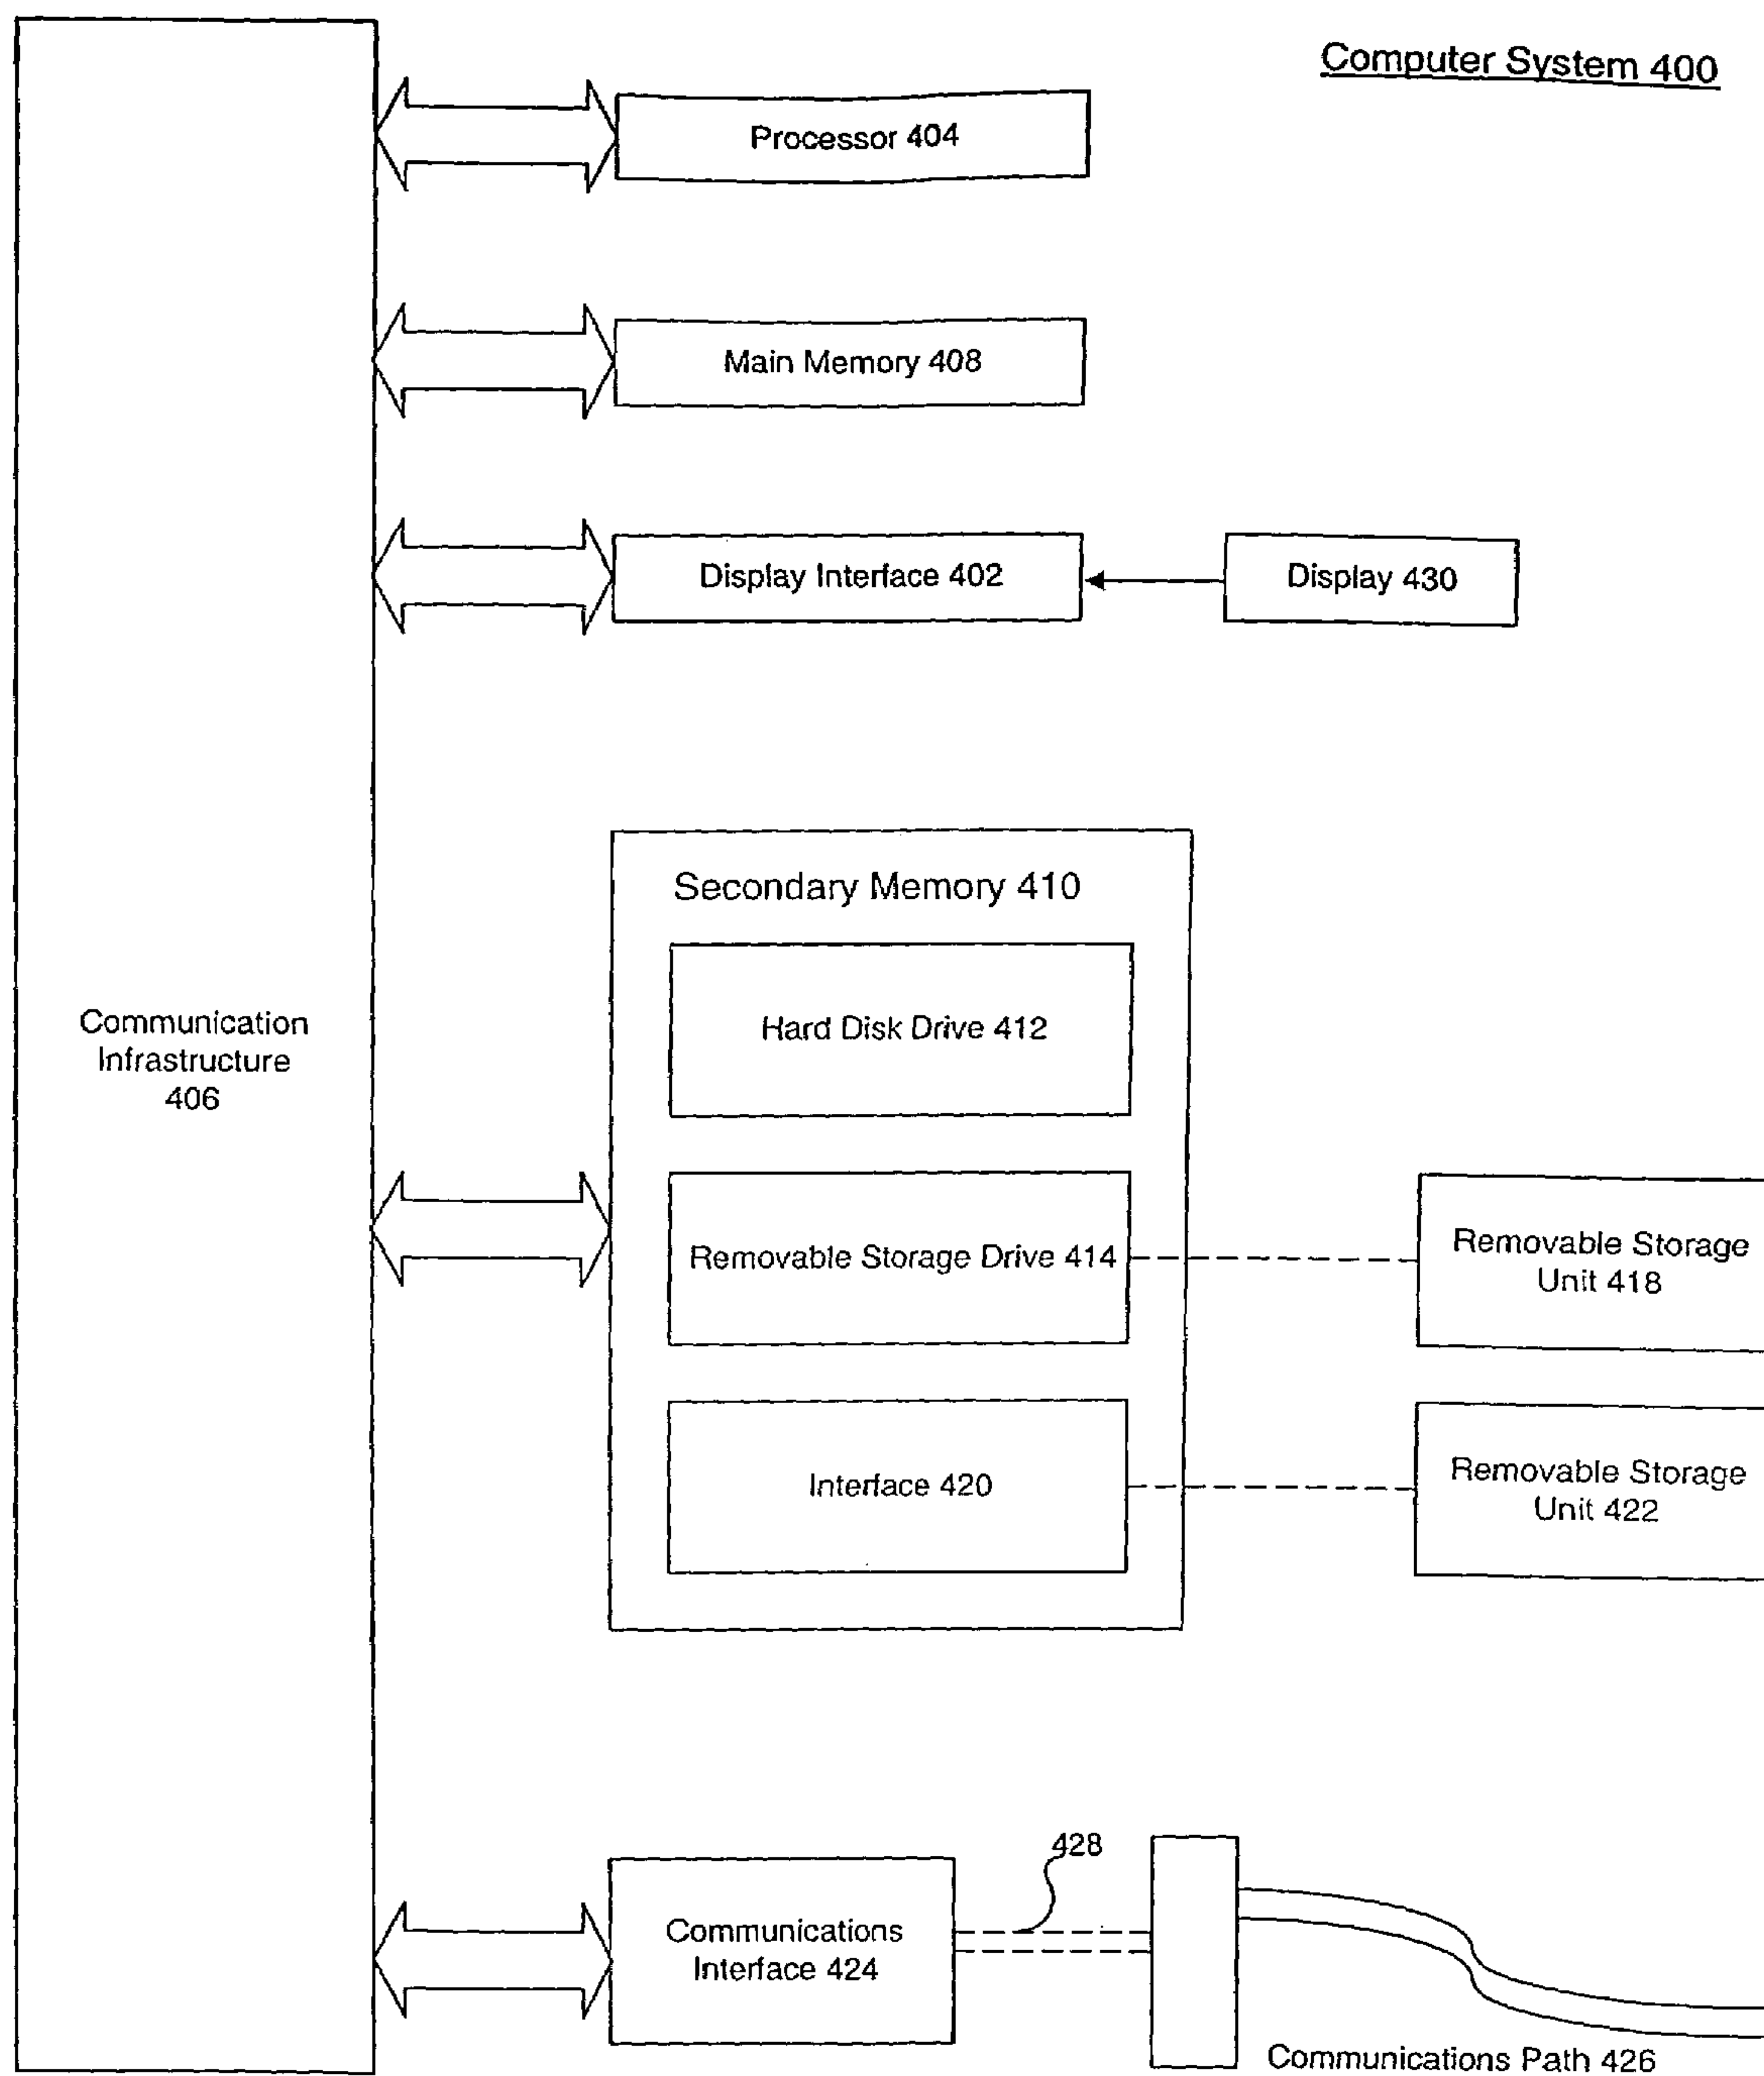 Computer System 400
Processor 404
Main Memory 408
Display Interface 402
Display 430
Secondary Memory 410
Hard Disk Drive 412
Communication
Infrastructure
406
Removable Storage Drive 414
Removable Storage
Unit 418
Interface 420
Removable Storage
Unit 422
428
Communications
Interface 424
Communications Path 426